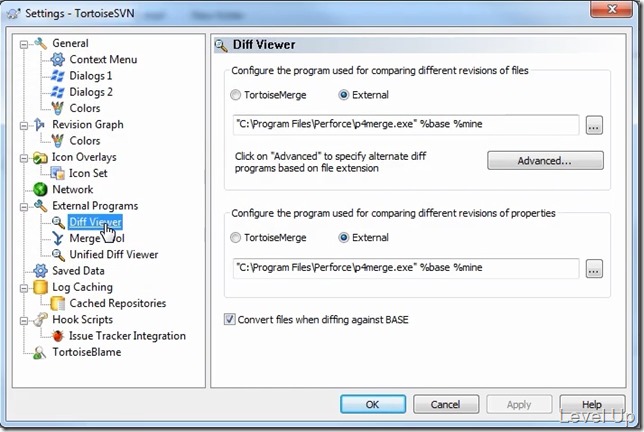 Settings - TortoiseSVN
General
Context Menu
Dialogs 1
Dialogs 2
Colors
Revision Graph
Colors
Icon Overlays
Icon Set
Network
External Programs
Diff Viewer
Merge Tool
Unified Diff Viewer
Saved Data
Log Caching
Cached Repositories
Hook Scripts
Issue Tracker Integration
TortoiseBlame
Diff Viewer
Configure the program used for comparing different revisions of files
TortoiseMerge External
"C:\Program Files\Perforce\p4merge.exe" %base %mine
...
Click on "Advanced" to specify alternate diff
programs based on file extension
Advanced...
Configure the program used for comparing different revisions of properties
TortoiseMerge External
"C:\Program Files\Perforce\p4merge.exe" %base %mine
...
Convert files when diffing against BASE
OK Cancel Apply Help
Level Up